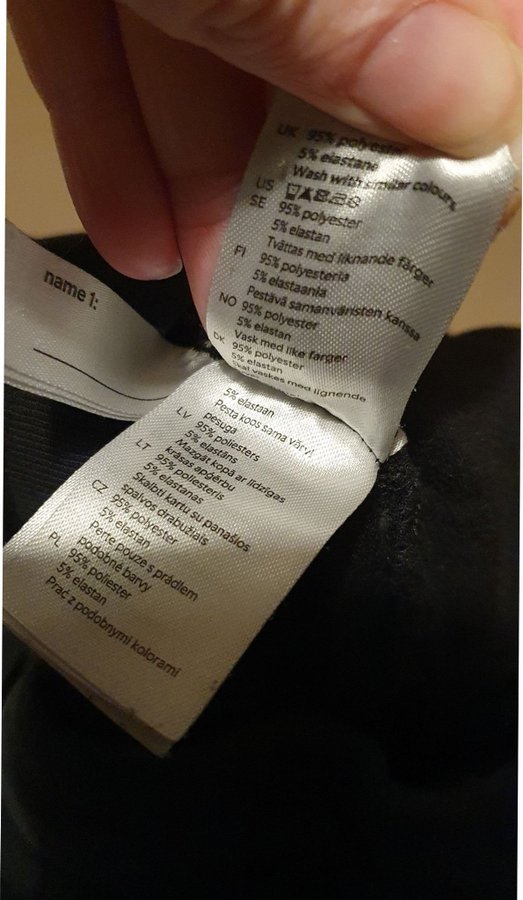 UK 95% polyester
5% elastane
Wash with similar colours
US
SE 95% polyester
5% elastan
Tvättas med liknande färger
FI 95% polyesteria
5% elastaania
Pestävä samanväristen kanssa
NO 95% polyester
5% elastan
Vask med like farger
DK 95% polyester
5% elastan
Skal vaskes med lignende
name 1:
5% elastaan
Pesta koos sama värvi
pesuga
LV 95% poliesters
5% elastāns
Mazgāt kopā ar līdzīgas
krāsas apģērbu
LT 95% poliesteris
5% elastanas
Skalbti kartu su panašios
spalvos drabužiais
CZ 95% polyester
5% elastan
Perte pouze s prádlem
podobné barvy
PL 95% poliester
5% elastan
Prać z podobnymi kolorami